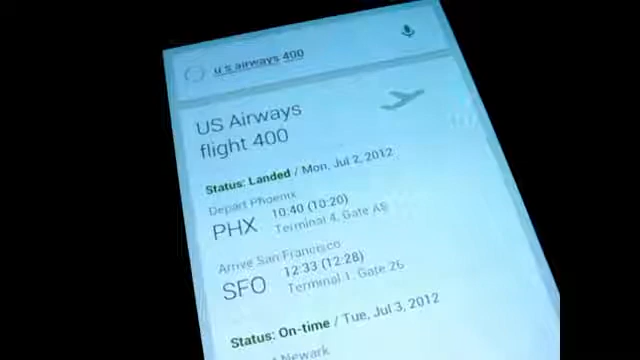 u s airways 400
US Airways
flight 400
Status: Landed / Mon, Jul 2, 2012
Depart Phoenix
PHX 10:40 (10:20)
Terminal 4, Gate A8
Arrive San Francisco
SFO 12:33 (12:28)
Terminal 1, Gate 26
Status: On-time / Tue, Jul 3, 2012
Newark